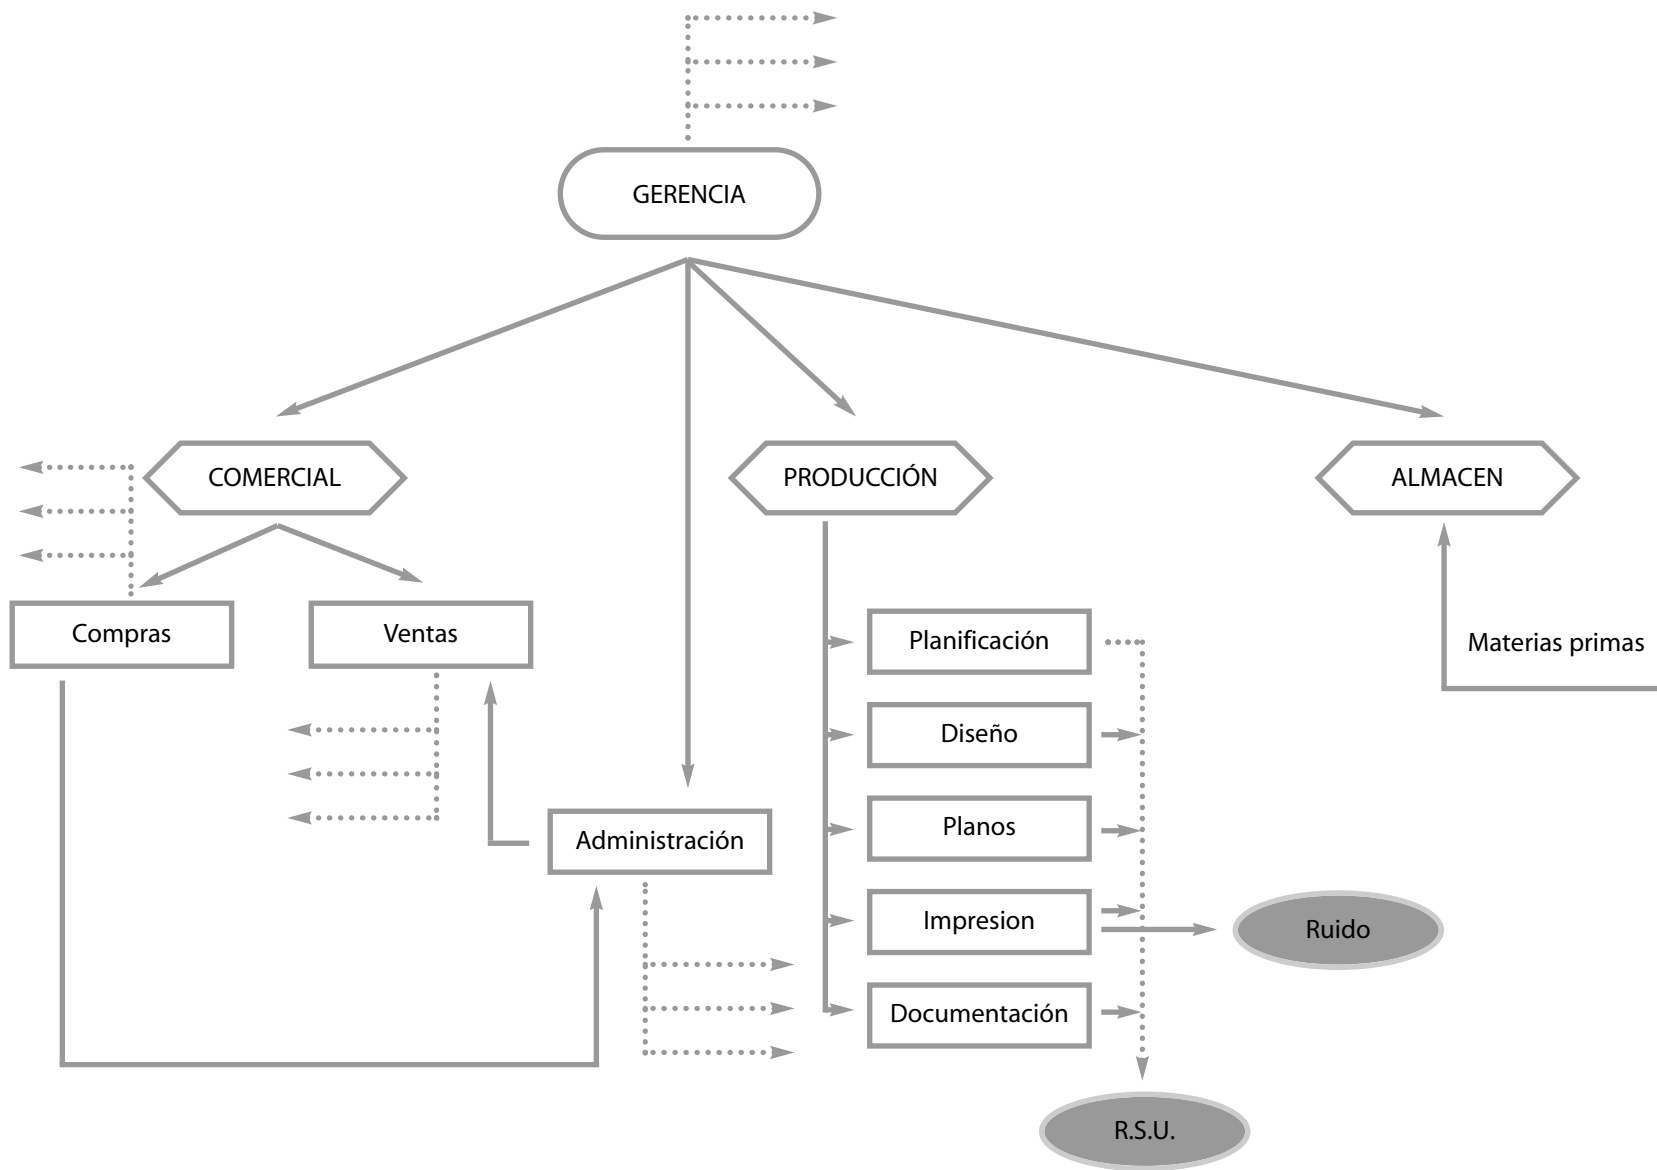 GERENCIA
COMERCIAL
PRODUCCIÓN
ALMACEN
Compras
Ventas
Planificación
Materias primas
Diseño
Administración
Planos
Impresion
Ruido
Documentación
R.S.U.